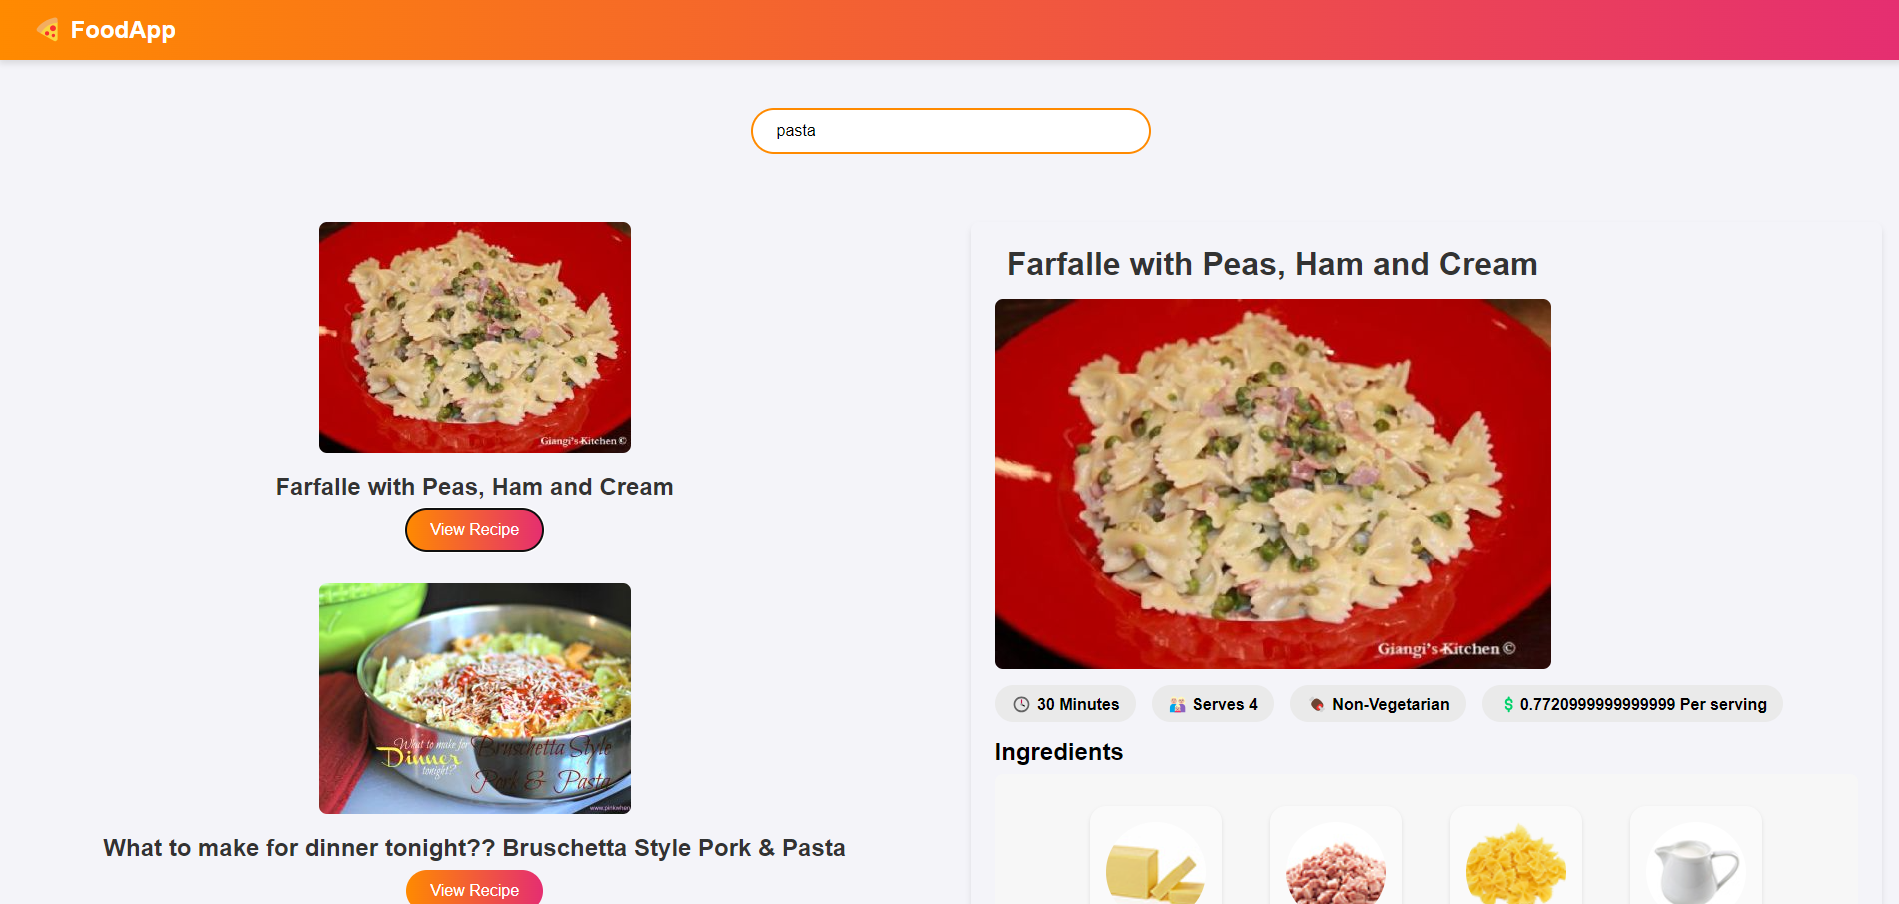 FoodApp
pasta
Giangi's Kitchen ©
Farfalle with Peas, Ham and Cream
View Recipe
What to make for
Dinner
tonight?
Bruschetta Style
Pork & Pasta
What to make for dinner tonight?? Bruschetta Style Pork & Pasta
View Recipe
Farfalle with Peas, Ham and Cream
Giangi's Kitchen ©
30 Minutes
Serves 4
Non-Vegetarian
$ 0.7720999999999999 Per serving
Ingredients